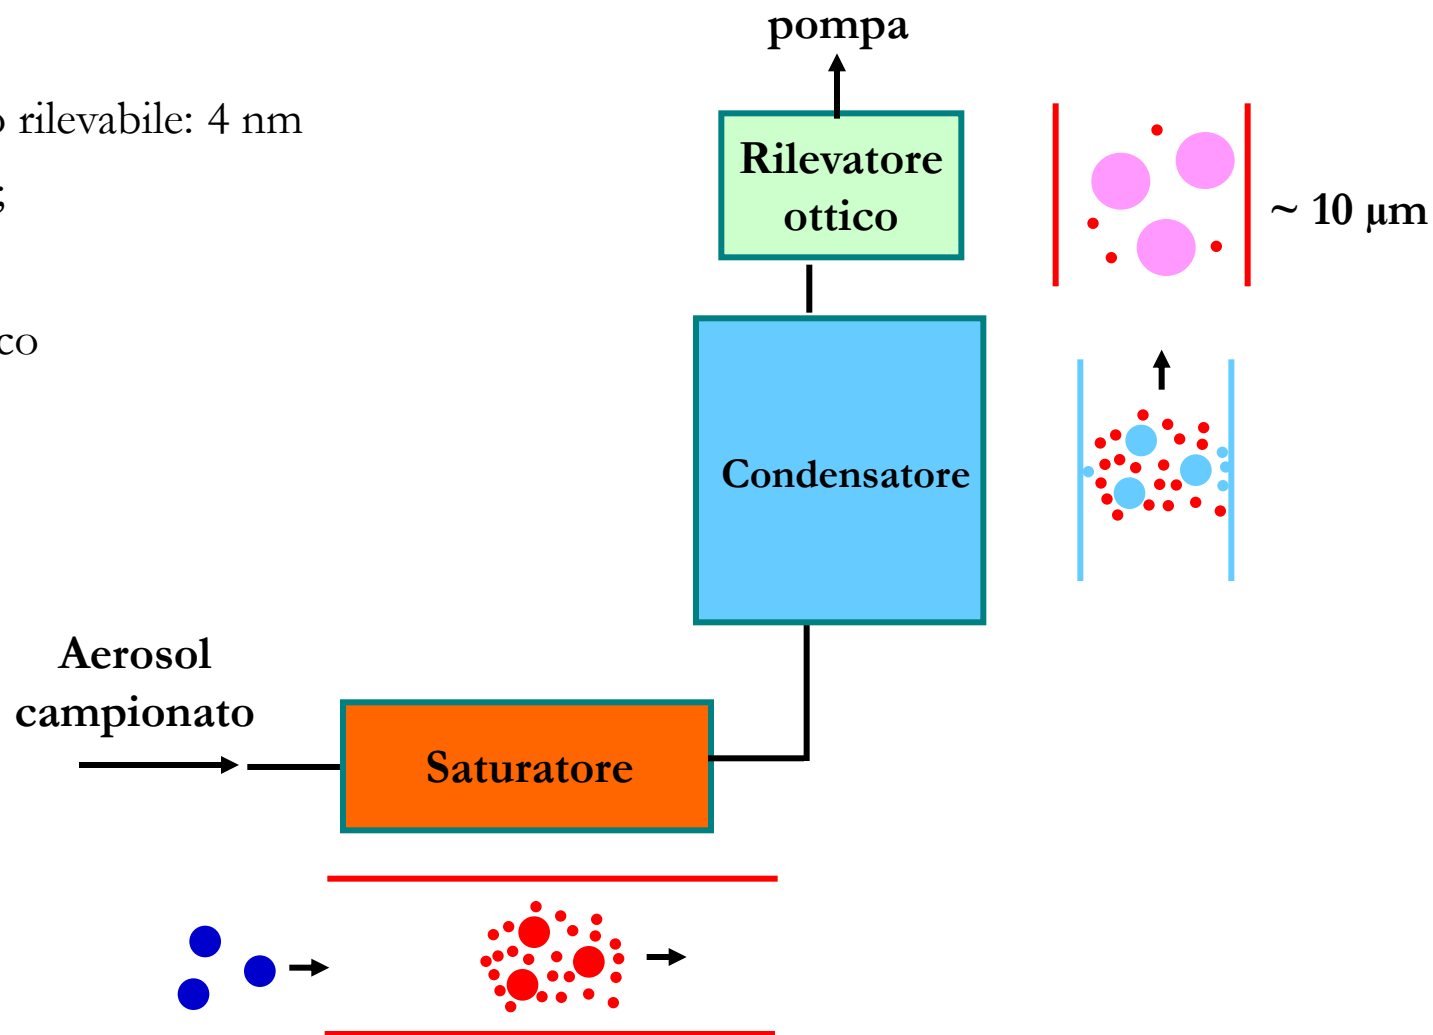 pompa
o rilevabile: 4 nm
;
co
Rilevatore
ottico
~ 10 μm
Condensatore
Aerosol
campionato
Saturatore